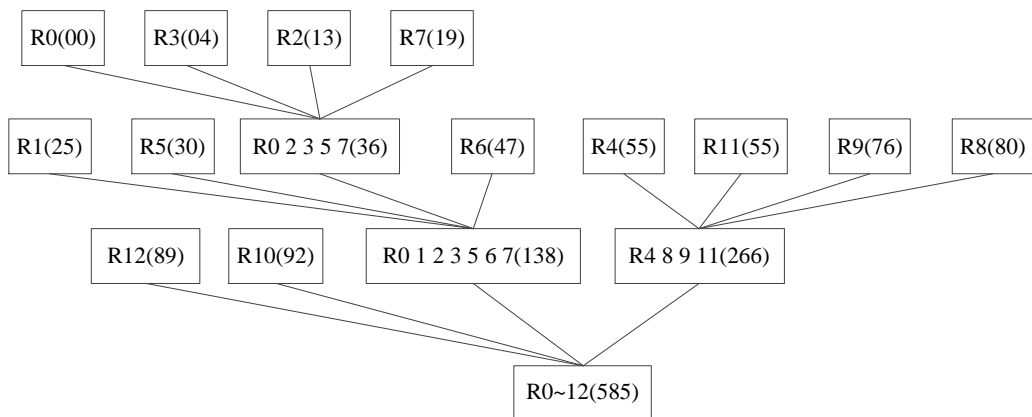 R0(00)
R3(04)
R2(13)
R7(19)
R1(25)
R5(30)
R0 2 3 5 7(36)
R6(47)
R4(55)
R11(55)
R9(76)
R8(80)
R12(89)
R10(92)
R0 1 2 3 5 6 7(138)
R4 8 9 11(266)
R0~12(585)